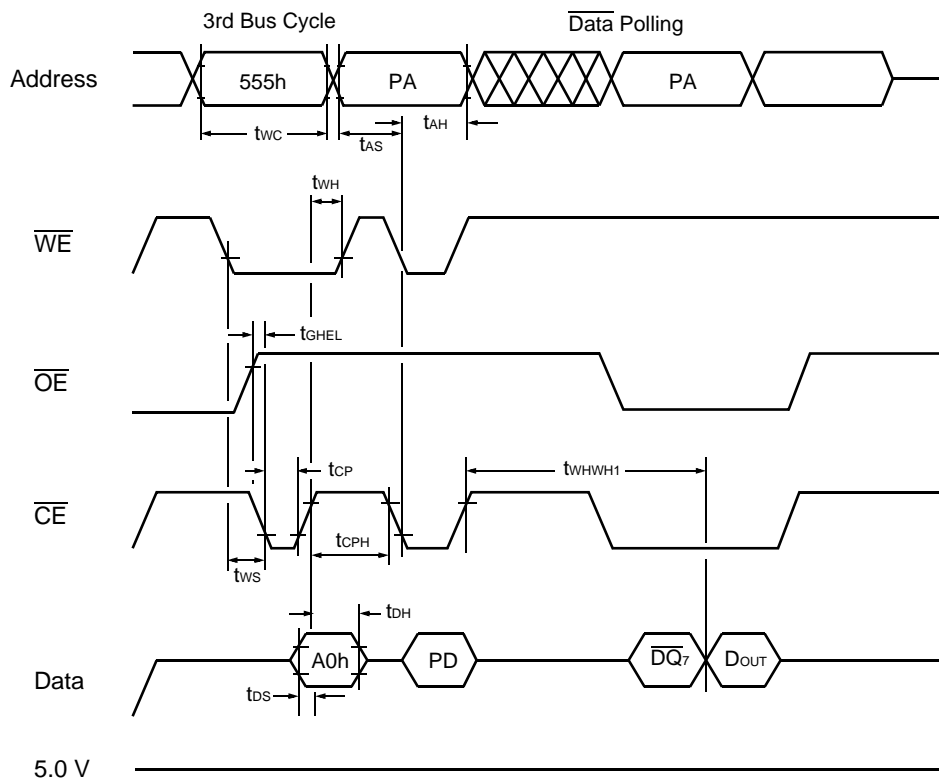 3rd Bus Cycle
Data Polling
Address
555h
PA
PA
tWC
tAS
tAH
tWH
WE
tGHEL
OE
tCP
tWHWH1
CE
tCPH
tWS
tDH
Data
A0h
PD
DQ7
DOUT
tDS
5.0 V